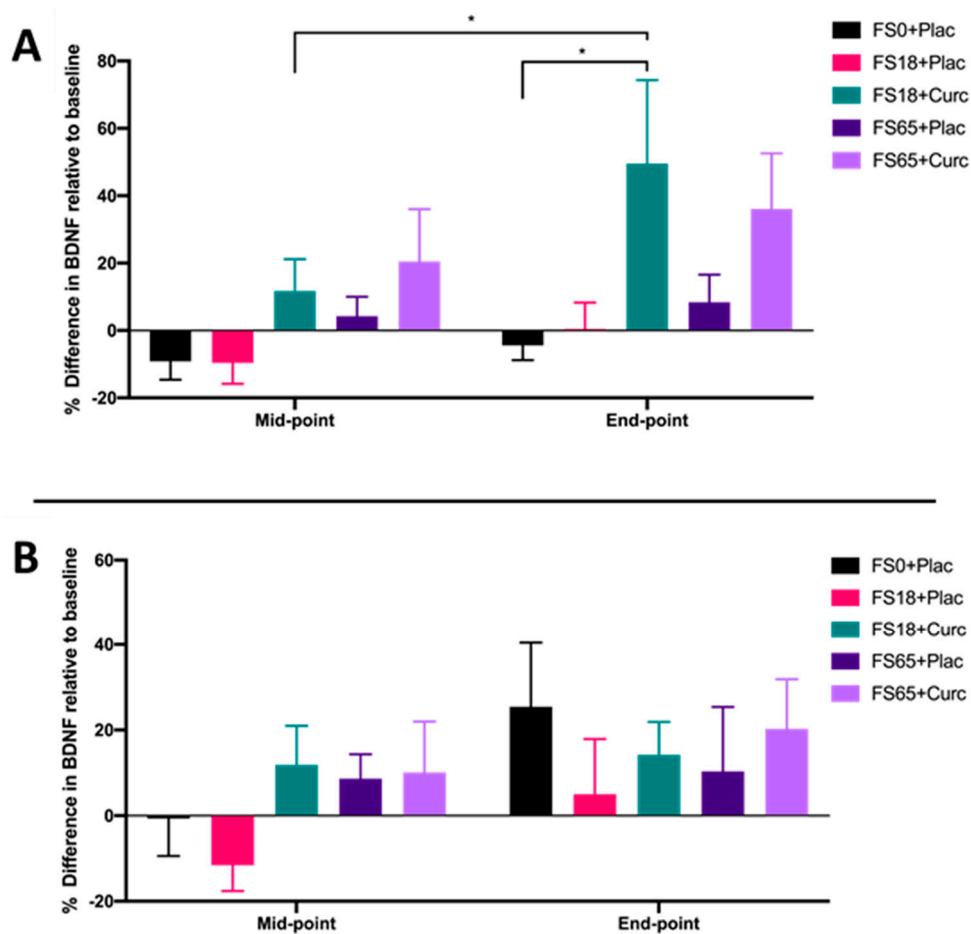 A
*
*
80
60
40
20
0
-20
% Difference in BDNF relative to baseline
Mid-point
End-point
FS0+Plac
FS18+Plac
FS18+Curc
FS65+Plac
FS65+Curc
B
60
40
20
0
-20
% Difference in BDNF relative to baseline
Mid-point
End-point
FS0+Plac
FS18+Plac
FS18+Curc
FS65+Plac
FS65+Curc